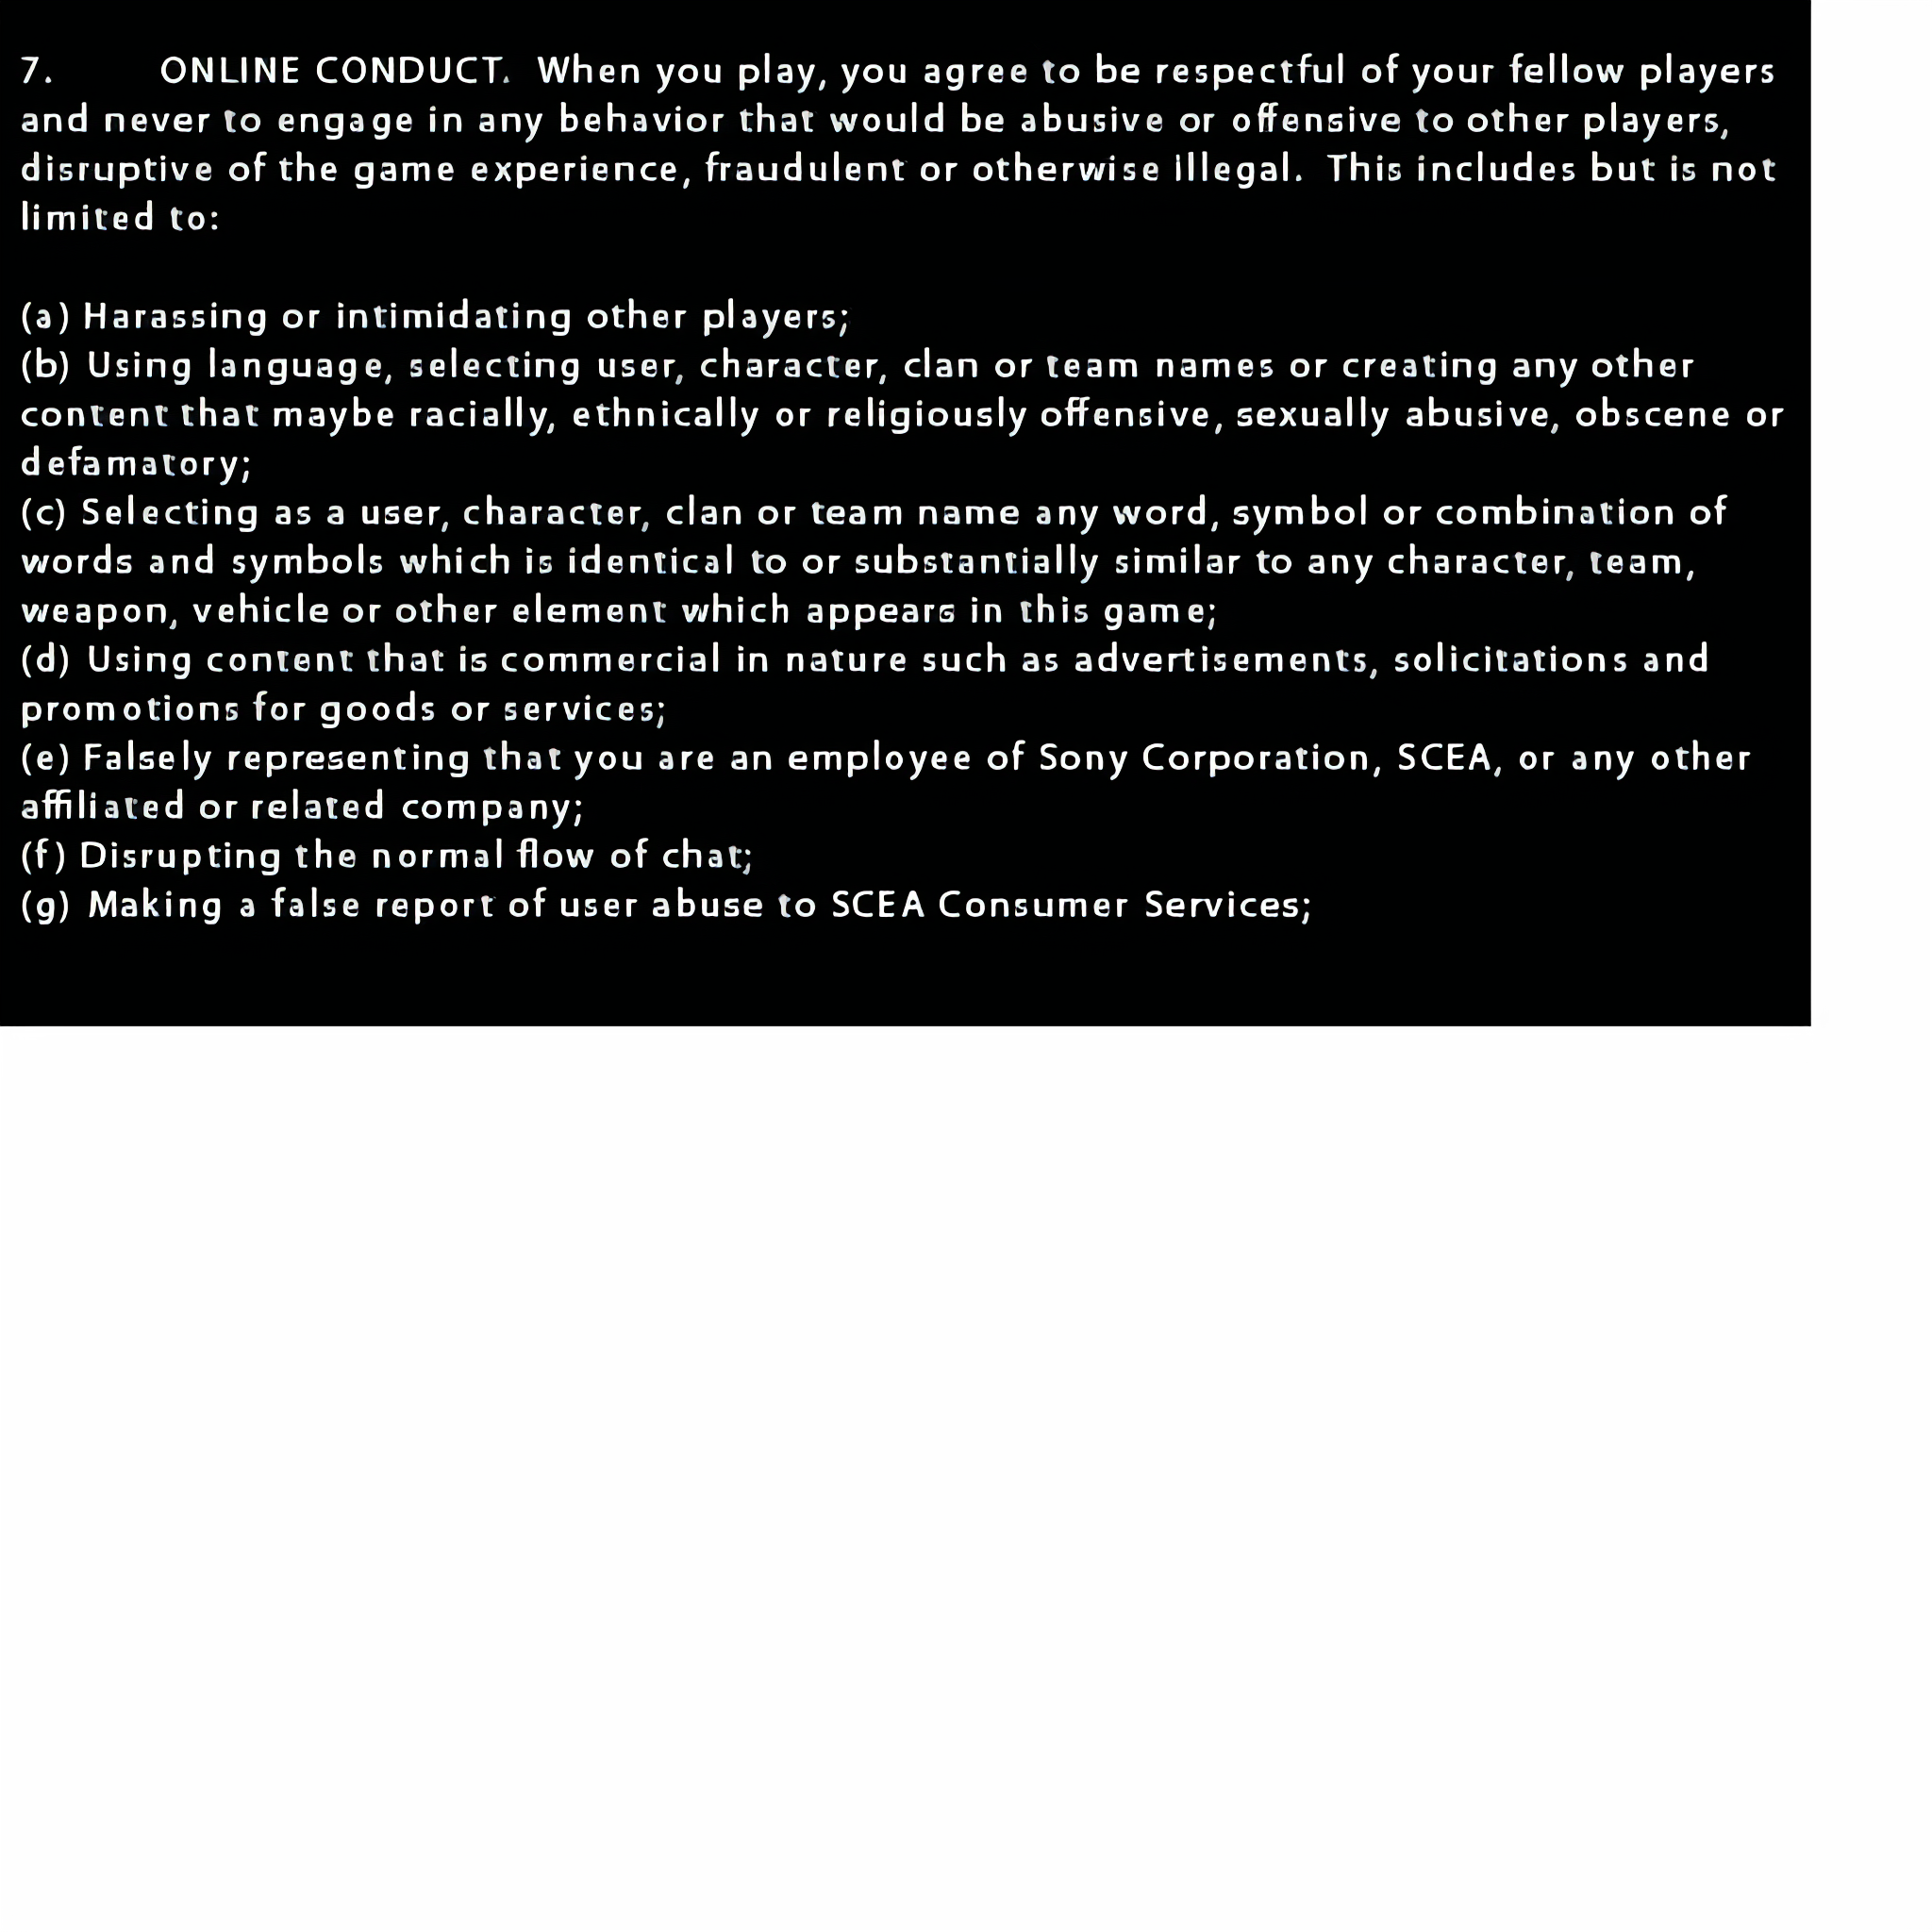 7. ONLINE CONDUCT. When you play, you agree to be respectful of your fellow players
and never to engage in any behavior that would be abusive or offensive to other players,
disruptive of the game experience, fraudulent or otherwise illegal. This includes but is not
limited to:
(a) Harassing or intimidating other players;
(b) Using language, selecting user, character, clan or team names or creating any other
content that maybe racially, ethnically or religiously offensive, sexually abusive, obscene or
defamatory;
(c) Selecting as a user, character, clan or team name any word, symbol or combination of
words and symbols which is identical to or substantially similar to any character, team,
weapon, vehicle or other element which appears in this game;
(d) Using content that is commercial in nature such as advertisements, solicitations and
promotions for goods or services;
(e) Falsely representing that you are an employee of Sony Corporation, SCEA, or any other
affiliated or related company;
(f) Disrupting the normal flow of chat;
(g) Making a false report of user abuse to SCEA Consumer Services;